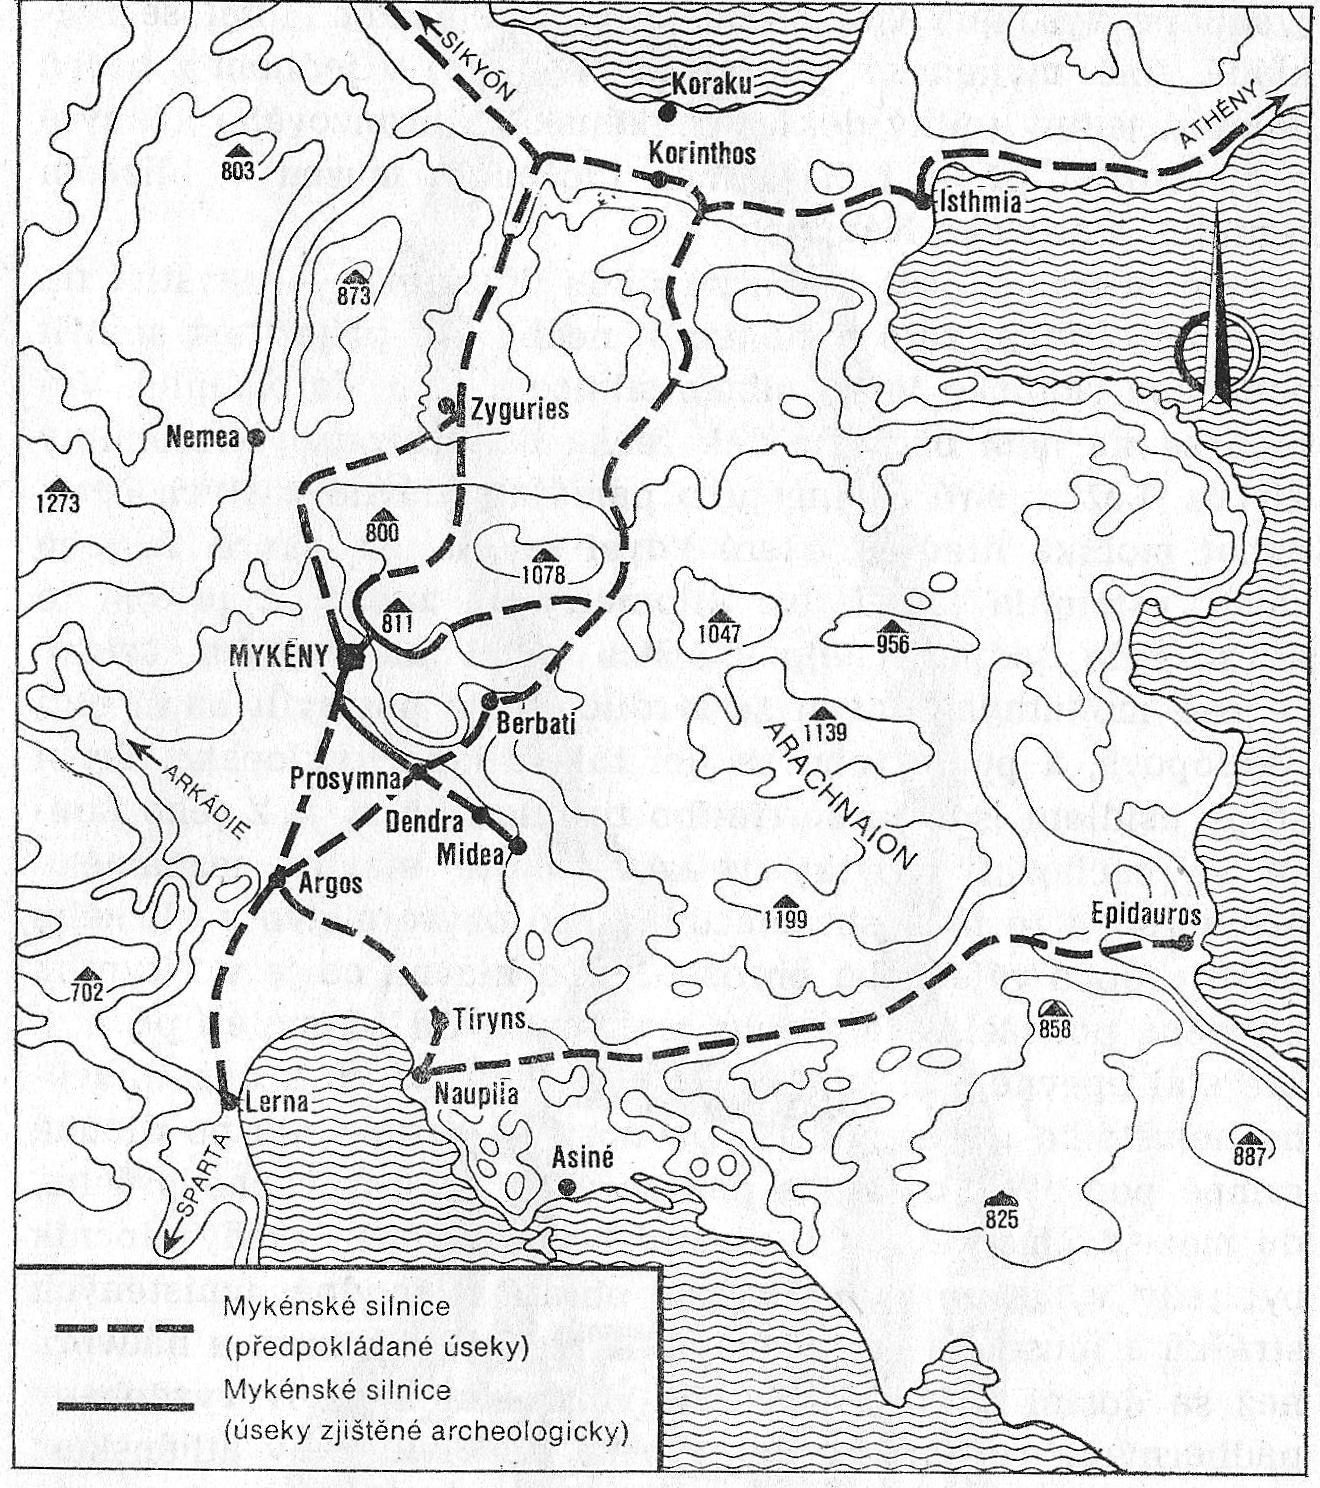 SIKYÓN
Koraku
ATHÉNY
Korinthos
803
Isthmia
873
Zyguries
Nemea
1273
800
1078
811
1047
956
MYKÉNY
Berbati
1139
ARACHNAION
ARKÁDIE
Prosymna
Dendra
Midea
Argos
1199
Epidauros
702
Tíryns
858
Naupila
Lerna
SPARTA
Asiné
887
825
Mykénské silnice
(předpokládané úseky)
Mykénské silnice
(úseky zjištěné archeologicky)